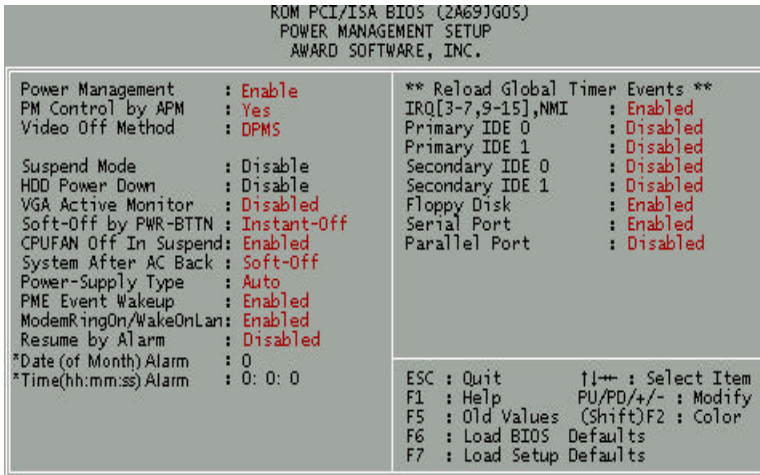 ROM PCI/ISA BIOS (2A69JG0S)
POWER MANAGEMENT SETUP
AWARD SOFTWARE, INC.
Power Management : Enable
PM Control by APM : Yes
Video Off Method : DPMS
Suspend Mode : Disable
HDD Power Down : Disable
VGA Active Monitor : Disabled
Soft-Off by PWR-BTTN : Instant-Off
CPUFAN Off In Suspend: Enabled
System After AC Back : Soft-Off
Power-Supply Type : Auto
PME Event Wakeup : Enabled
ModemRingOn/WakeOnLan: Enabled
Resume by Alarm : Disabled
*Date (of Month) Alarm : 0
*Time(hh:mm:ss) Alarm : 0: 0: 0
** Reload Global Timer Events **
IRQ[3-7,9-15],NMI : Enabled
Primary IDE 0 : Disabled
Primary IDE 1 : Disabled
Secondary IDE 0 : Disabled
Secondary IDE 1 : Disabled
Floppy Disk : Enabled
Serial Port : Enabled
Parallel Port : Disabled
ESC : Quit ↑↓→← : Select Item
F1 : Help PU/PD/+/- : Modify
F5 : Old Values (Shift)F2 : Color
F6 : Load BIOS Defaults
F7 : Load Setup Defaults